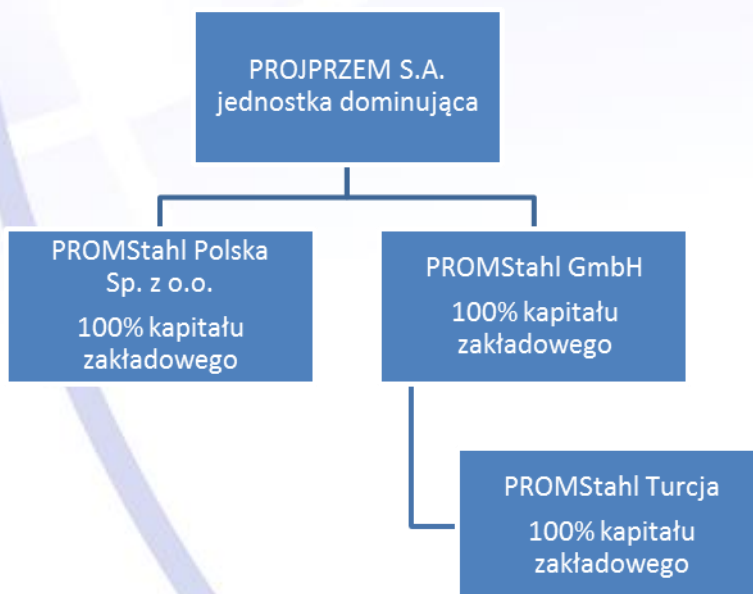 PROJPRZEM S.A.
jednostka dominująca
PROMStahl Polska
Sp. z o.o.
100% kapitału
zakładowego
PROMStahl GmbH
100% kapitału
zakładowego
PROMStahl Turcja
100% kapitału
zakładowego